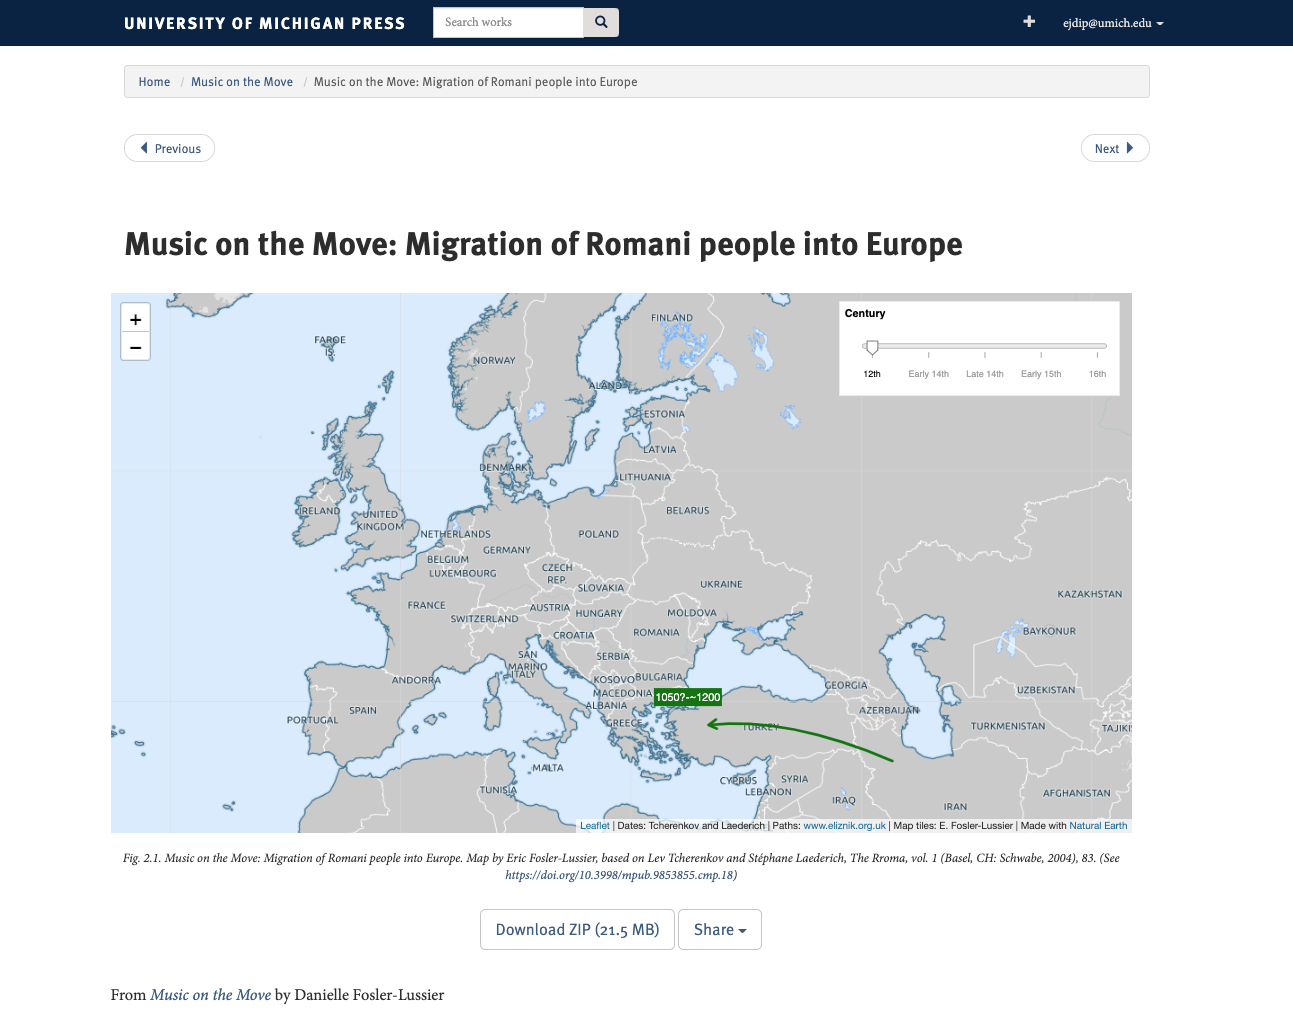 UNIVERSITY OF MICHIGAN PRESS
Search works
ejdip@umich.edu
Home / Music on the Move / Music on the Move: Migration of Romani people into Europe
Previous
Next
Music on the Move: Migration of Romani people into Europe
+
−
Century
12th Early 14th Late 14th Early 15th 16th
FAROE
IS.
FINLAND
NORWAY
ALAND
ESTONIA
LATVIA
DENMARK
LITHUANIA
IRELAND
UNITED
KINGDOM
BELARUS
NETHERLANDS
POLAND
GERMANY
BELGIUM
LUXEMBOURG
CZECH
REP.
SLOVAKIA
UKRAINE
KAZAKHSTAN
FRANCE
AUSTRIA
HUNGARY
MOLDOVA
SWITZERLAND
CROATIA
ROMANIA
BAYKONUR
SAN
MARINO
ITALY
SERBIA
ANDORRA
KOSOVO
BULGARIA
GEORGIA
UZBEKISTAN
MACEDONIA
1050?-~1200
ALBANIA
SPAIN
AZERBAIJAN
PORTUGAL
GREECE
TURKEY
TURKMENISTAN
TAJIKI
MALTA
CYPRUS
SYRIA
LEBANON
TUNISIA
IRAQ
IRAN
AFGHANISTAN
Leaflet | Dates: Tcherenkov and Laederich | Paths: www.eliznik.org.uk | Map tiles: E. Fosler-Lussier | Made with Natural Earth
Fig. 2.1. Music on the Move: Migration of Romani people into Europe. Map by Eric Fosler-Lussier, based on Lev Tcherenkov and Stéphane Laederich, The Rroma, vol. 1 (Basel, CH: Schwabe, 2004), 83. (See
https://doi.org/10.3998/mpub.9853855.cmp.18)
Download ZIP (21.5 MB)
Share
From Music on the Move by Danielle Fosler-Lussier